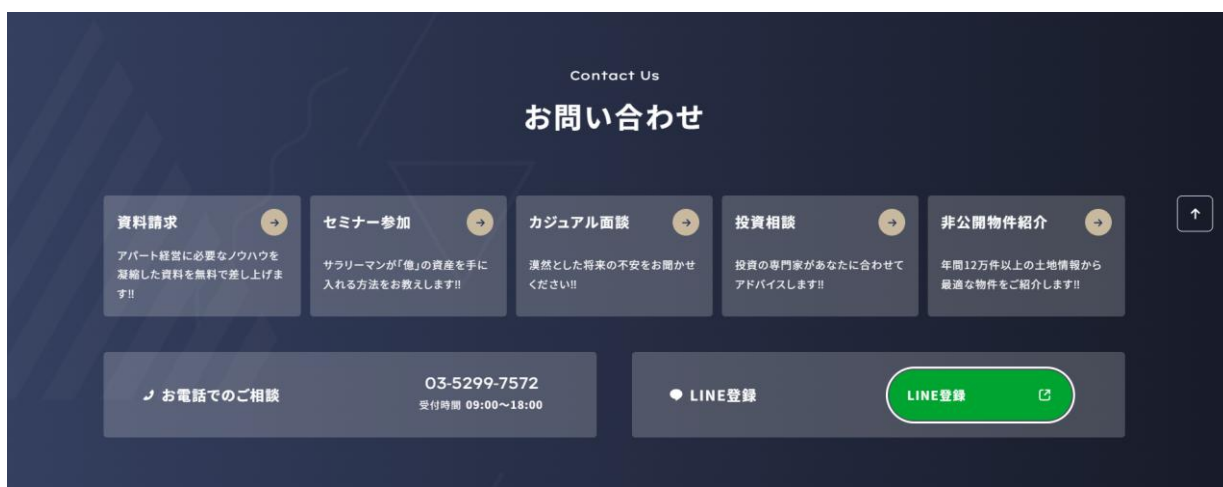 Contact Us
お問い合わせ
資料請求
アパート経営に必要なノウハウを
凝縮した資料を無料で差し上げま
す!!
セミナー参加
サラリーマンが「億」の資産を手に
入れる方法をお教えします!!
カジュアル面談
漠然とした将来の不安をお聞かせ
ください!!
投資相談
投資の専門家があなたに合わせて
アドバイスします!!
非公開物件紹介
年間12万件以上の土地情報から
最適な物件をご紹介します!!
お電話でのご相談
03-5299-7572
受付時間 09:00〜18:00
LINE登録
LINE登録